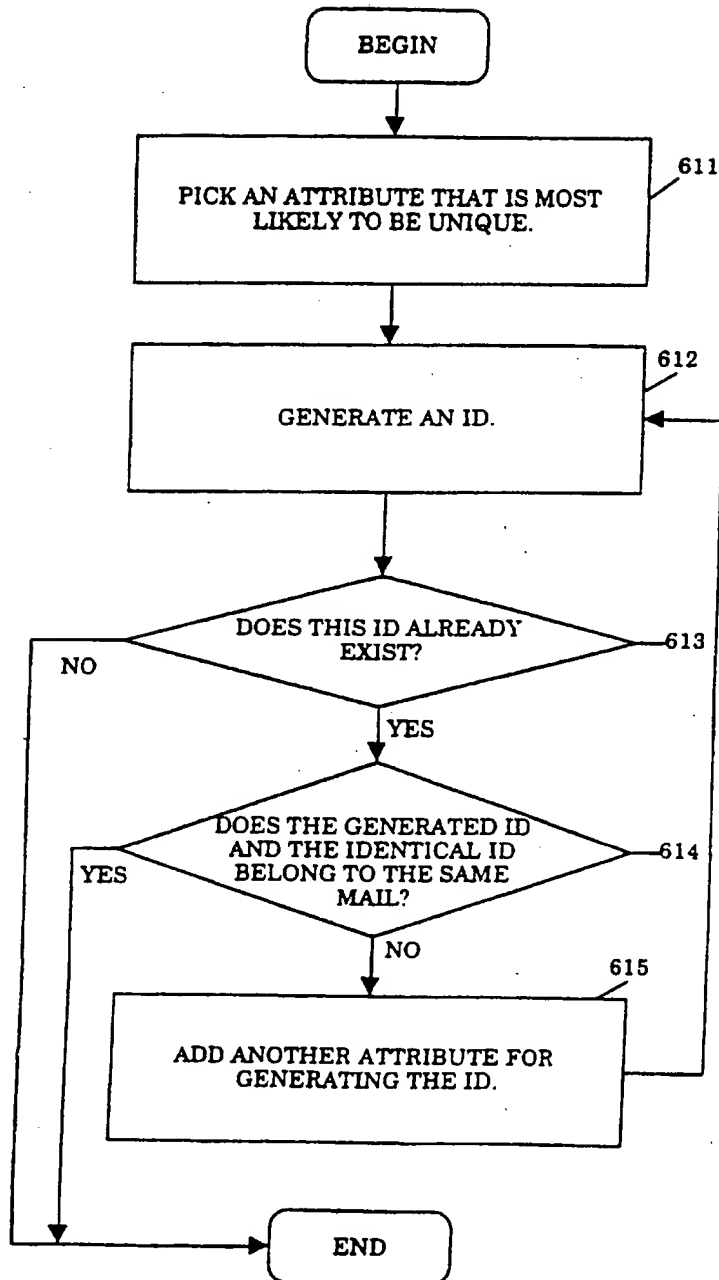 BEGIN
611
PICK AN ATTRIBUTE THAT IS MOST
LIKELY TO BE UNIQUE.
612
GENERATE AN ID.
DOES THIS ID ALREADY
EXIST?
613
NO
YES
DOES THE GENERATED ID
AND THE IDENTICAL ID
BELONG TO THE SAME
MAIL?
614
YES
NO
615
ADD ANOTHER ATTRIBUTE FOR
GENERATING THE ID.
END